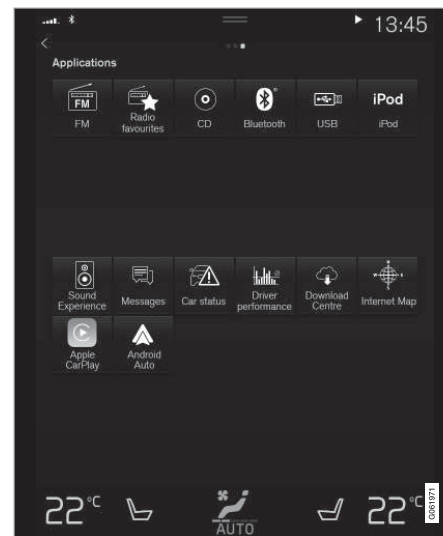 13:45
Applications
FM
FM
Radio
favourites
CD
Bluetooth
USB
iPod
iPod
Sound
Experience
Messages
Car status
Driver
performance
Download
Centre
Internet Map
Apple
CarPlay
Android
Auto
22°C
22°C
AUTO
G061971